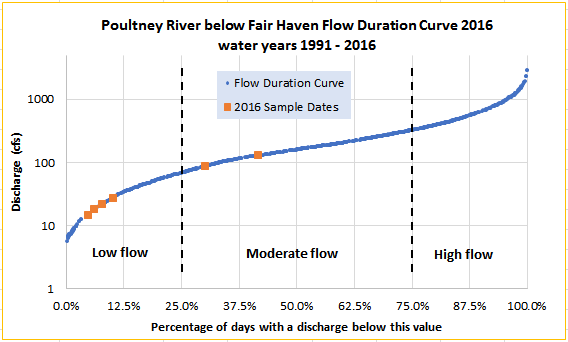 Poultney River below Fair Haven Flow Duration Curve 2016
water years 1991 - 2016
Flow Duration Curve
2016 Sample Dates
Discharge (cfs)
1000
100
10
1
Low flow
Moderate flow
High flow
0.0%
12.5%
25.0%
37.5%
50.0%
62.5%
75.0%
87.5%
100.0%
Percentage of days with a discharge below this value